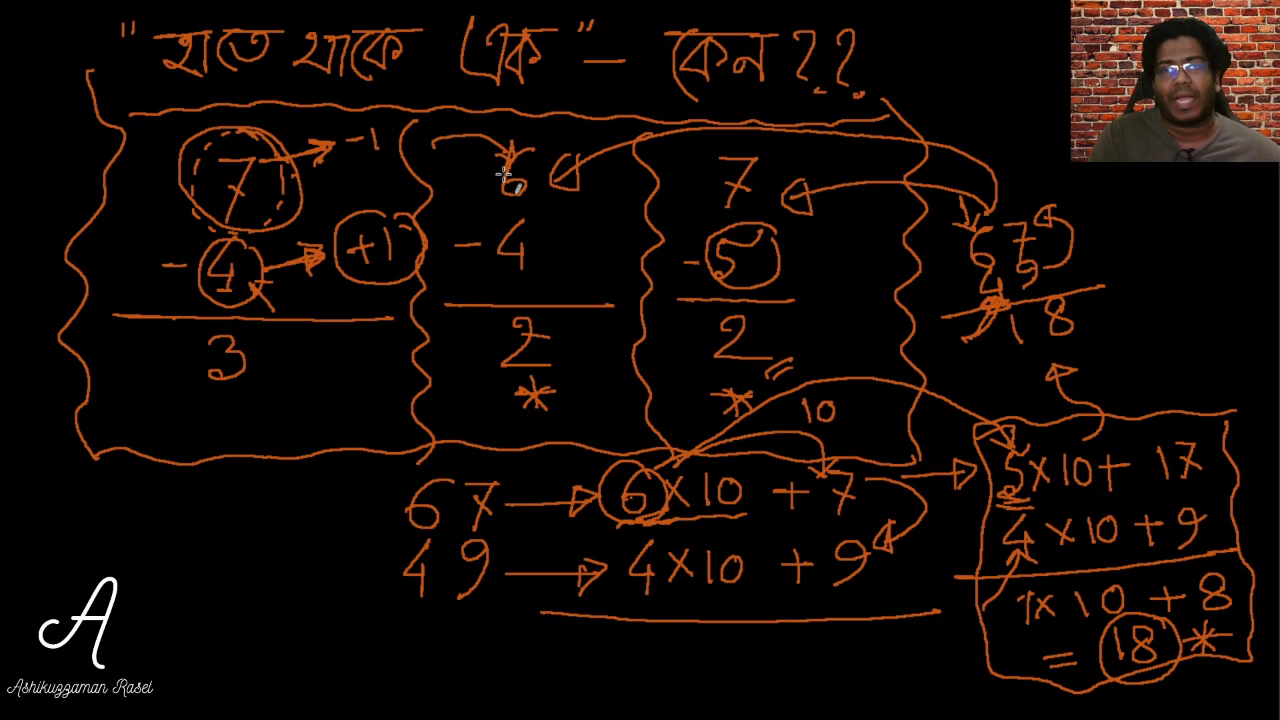 "হাতে থাকে এক" – কেন ??
7 → -1
- 4 → +1
3
6
- 4
2
*
7
- 5
2
*
67
49
18
10
67 → 6×10 + 7 →
49 → 4×10 + 9
5×10+ 17
4×10+9
1×10+8
= 18 *
A
Ashikuzzaman Rasel